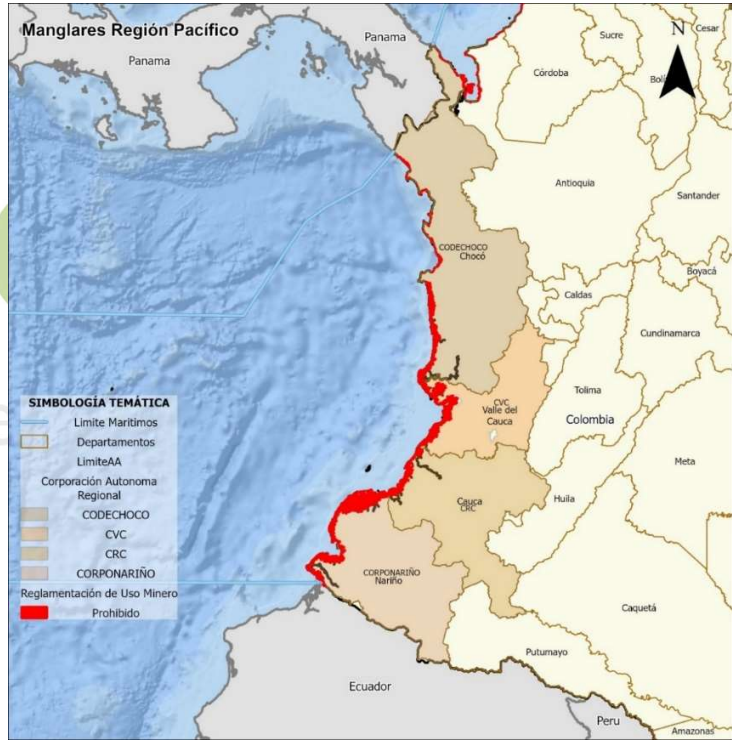 Manglares Región Pacífico
Panama
Panama
N
Sucre
Cesar
Córdoba
Antioquia
Santander
CODECHOCO
Chocó
Boyacá
Caldas
Cundinamarca
SIMBOLOGÍA TEMÁTICA
Limite Maritimos
Departamentos
LimiteAA
Corporación Autonoma
Regional
CODECHOCO
CVC
CRC
CORPONARIÑO
Reglamentación de Uso Minero
Prohibido
CVC
Valle del
Cauca
Tolima
Colombia
Meta
Cauca
CRC
Huila
CORPONARIÑO
Nariño
Caquetá
Putumayo
Ecuador
Peru
Amazonas